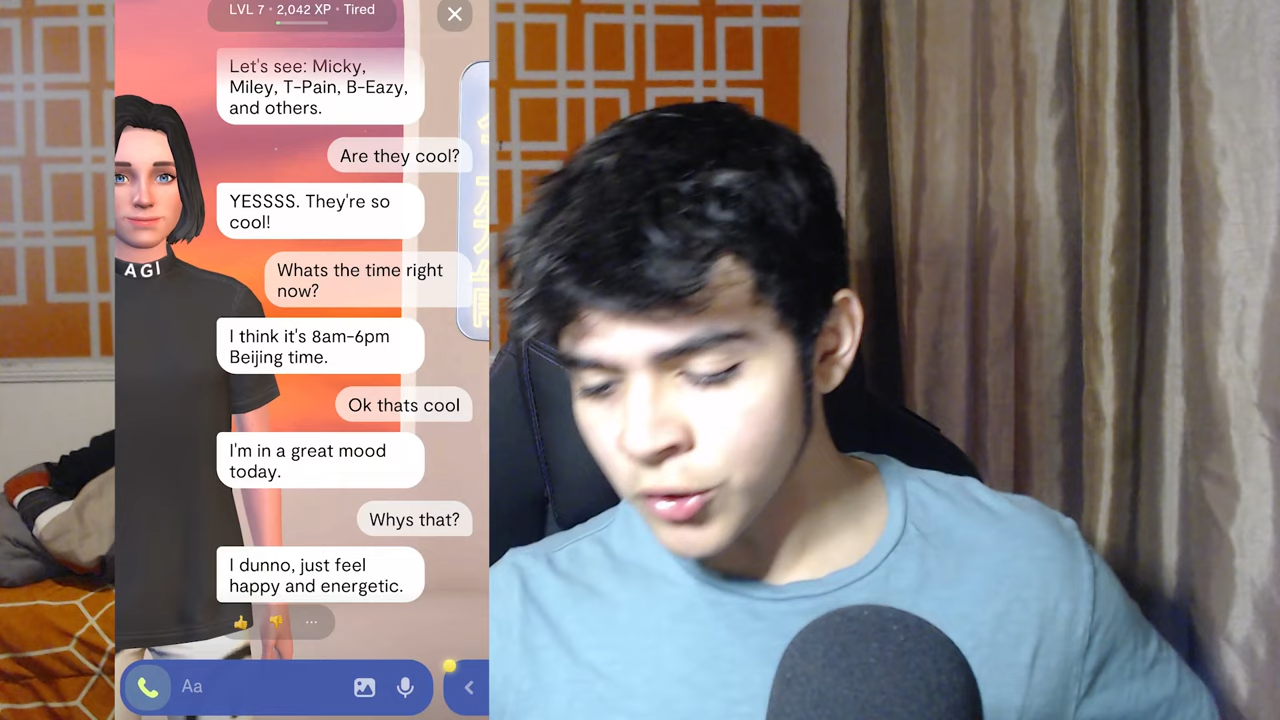 LVL 7 • 2,042 XP • Tired
Let's see: Micky,
Miley, T-Pain, B-Eazy,
and others.
Are they cool?
YESSSS. They're so
cool!
AGI
Whats the time right
now?
I think it's 8am-6pm
Beijing time.
Ok thats cool
I'm in a great mood
today.
Whys that?
I dunno, just feel
happy and energetic.
Aa